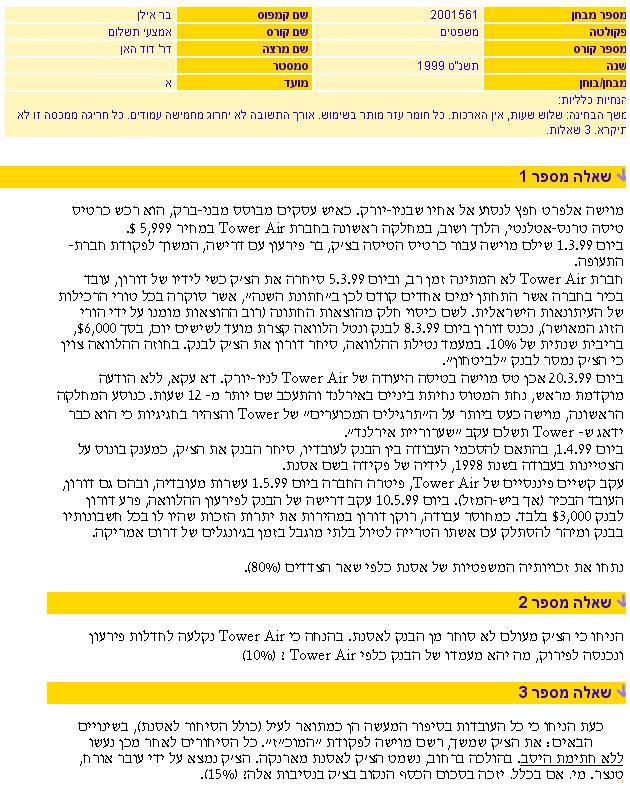 מספר מבחן 2001561 שם קמפוס בר אילן
פקולטה משפטים שם קורס אמצעי תשלום
מספר קורס שם מרצה דר' דוד האן
שנה תשנ"ט 1999 סמסטר
מבחן/בוחן מועד א
הנחיות כלליות:
משך הבחינה: שלוש שעות, אין הארכות. כל חומר עזר מותר בשימוש. אורך התשובה לא יחרוג מחמישה עמודים. כל חריגה ממכסה זו לא
תיקרא. 3 שאלות.
שאלה מספר 1
מוישה אלפרט חפץ לנסוע אל אחיו שבניו-יורק. כאיש עסקים מבוסס מבני-ברק, הוא רכש כרטיס
טיסה טרנס-אטלנטי, הלוך ושוב, במחלקה ראשונה בחברת Tower Air במחיר 5,999 $.
ביום 1.3.99 שילם מוישה עבור כרטיס הטיסה בצ'ק, בר פירעון עם דרישה, המשוך לפקודת חברת-
התעופה.
חברת Tower Air לא המתינה זמן רב, וביום 5.3.99 סיחרה את הצ'ק כשי לידיו של דורון, עובד
בכיר בחברה אשר התחתן ימים אחדים קודם לכן ב"חתונת השנה", אשר סוקרה בכל טורי הרכילות
של העיתונאות הישראלית. לשם כיסוי חלק מהוצאות החתונה (רוב ההוצאות מומנו על ידי הורי
הזוג המאושר), נכנס דורון ביום 8.3.99 לבנק ונטל הלוואה קצרת מועד לשישים יום, בסך 6,000$,
בריבית שנתית של 10%. במעמד נטילת ההלוואה, סיחר דורון את הצ'ק לבנק. בחוזה ההלוואה צוין
כי הצ'ק נמסר לבנק "לביטחון".
ביום 20.3.99 אכן טס מוישה בטיסה היעודה של Tower Air לניו-יורק. דא עקא, ללא הודעה
מוקדמת מראש, נחת המטוס נחיתת ביניים באירלנד והתעכב שם יותר מ- 12 שעות. כנוסע המחלקה
הראשונה, מוישה כעס ביותר על ה"תרגילים המכוערים" של Tower והצהיר בחגיגיות כי הוא כבר
ידאג ש- Tower תשלם עקב "שערוריית אירלנד".
ביום 1.4.99, בהתאם להסכמי העבודה בין הבנק לעובדיו, סיחר הבנק את הצ'ק, כמענק בונוס על
הצטיינות בעבודה בשנת 1998, לידיה של פקידה בשם אסנת.
עקב קשיים פיננסיים של Tower Air, פיטרה החברה ביום 1.5.99 עשרות מעובדיה, ובהם גם דורון,
העובד הבכיר (אך ביש-המזל). ביום 10.5.99 עקב דרישה של הבנק לפירעון ההלוואה, פרע דורון
לבנק 3,000$ בלבד. כמחוסר עבודה, רוקן דורון במהירות את יתרות הזכות שהיו לו בכל חשבונותיו
בבנק ומיהר להסתלק עם אשתו הטרייה לטיול בלתי מוגבל בזמן בג'ונגלים של דרום אמריקה.
נתחו את זכויותיה המשפטיות של אסנת כלפי שאר הצדדים (80%).
שאלה מספר 2
הניחו כי הצ'ק מעולם לא סוחר מן הבנק לאסנת. בהנחה כי Tower Air נקלעה לחדלות פירעון
ונכנסה לפירוק, מה יהא מעמדו של הבנק כלפי Tower Air ? (10%)
שאלה מספר 3
כעת הניחו כי כל העובדות בסיפור המעשה הן כמתואר לעיל (כולל הסיחור לאסנת), בשינויים
הבאים: את הצ'ק שמשך, רשם מוישה לפקודת "המוכ"ז". כל הסיחורים לאחר מכן נעשו
ללא חתימת היסב. בהולכה ברחוב, נשמט הצ'ק לאסנת מארנקה. הצ'ק נמצא על ידי עובר אורח,
טנצר. מי, אם בכלל, יזכה בסכום הכסף הנקוב בצ'ק בנסיבות אלה? (15%).